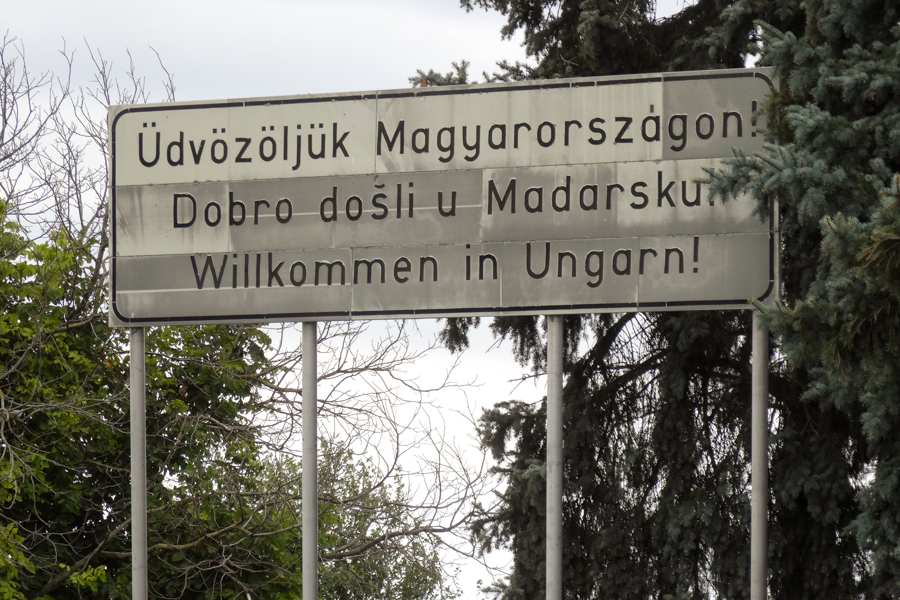 Üdvözöljük Magyarországon!
Dobro došli u Madarsku!
Willkommen in Ungarn!